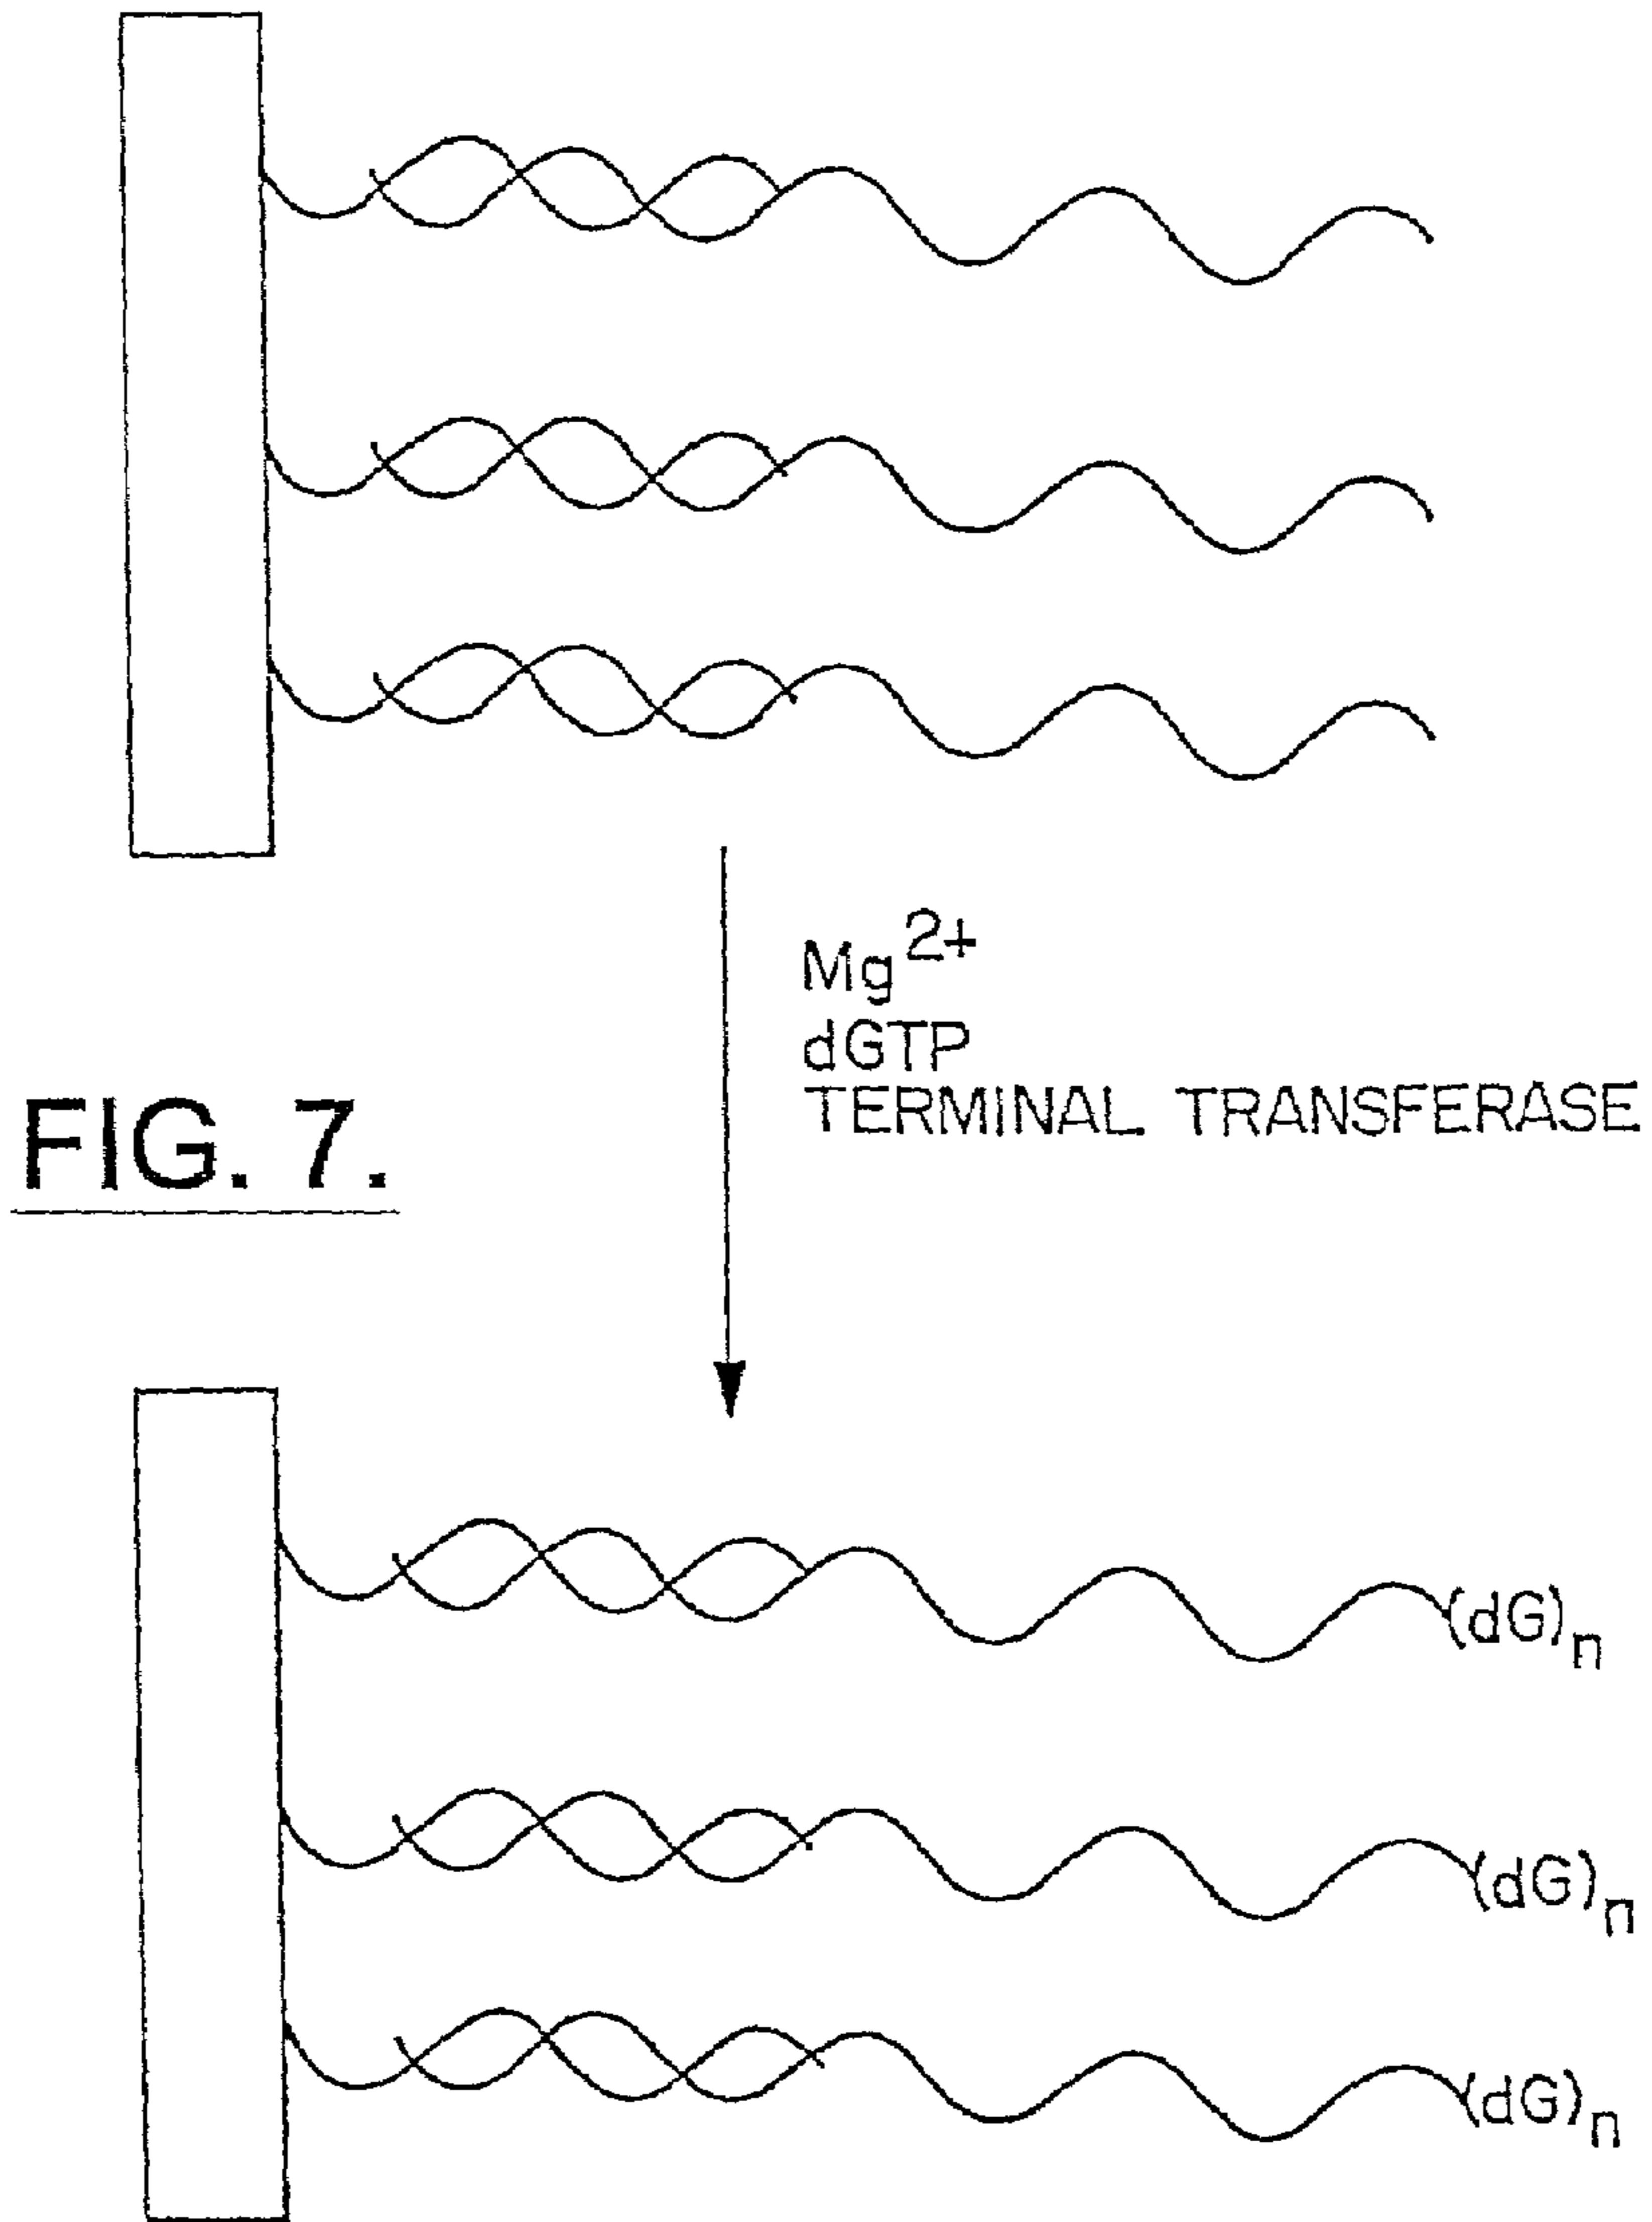 Mg2+
dGTP
TERMINAL TRANSFERASE
FIG. 7.
(dG)n
(dG)n
(dG)n